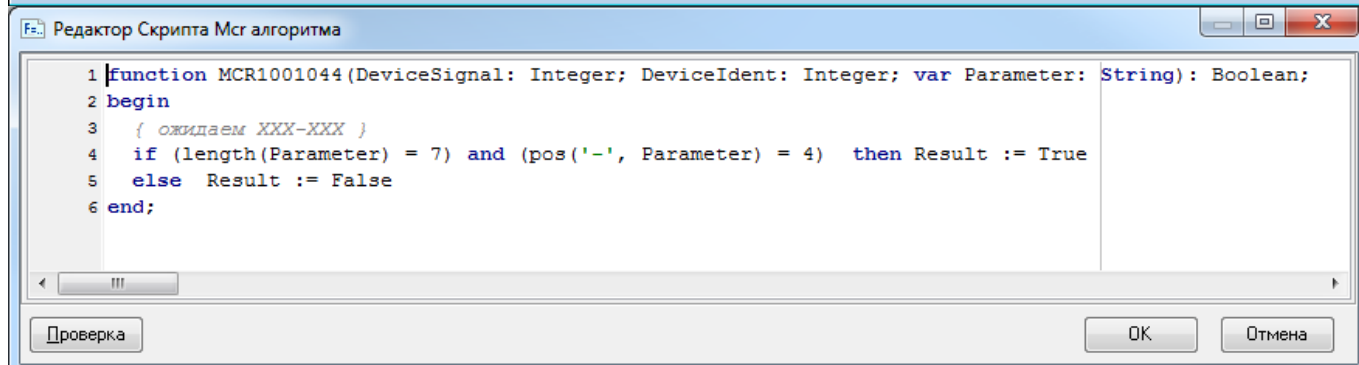 Редактор Скрипта Mcr алгоритма
1 function MCR1001044(DeviceSignal: Integer; DeviceIdent: Integer; var Parameter: String): Boolean;
2 begin
3 { ожидаем XXX-XXX }
4 if (length(Parameter) = 7) and (pos('-', Parameter) = 4)  then Result := True
5 else  Result := False
6 end;
Проверка
OK
Отмена